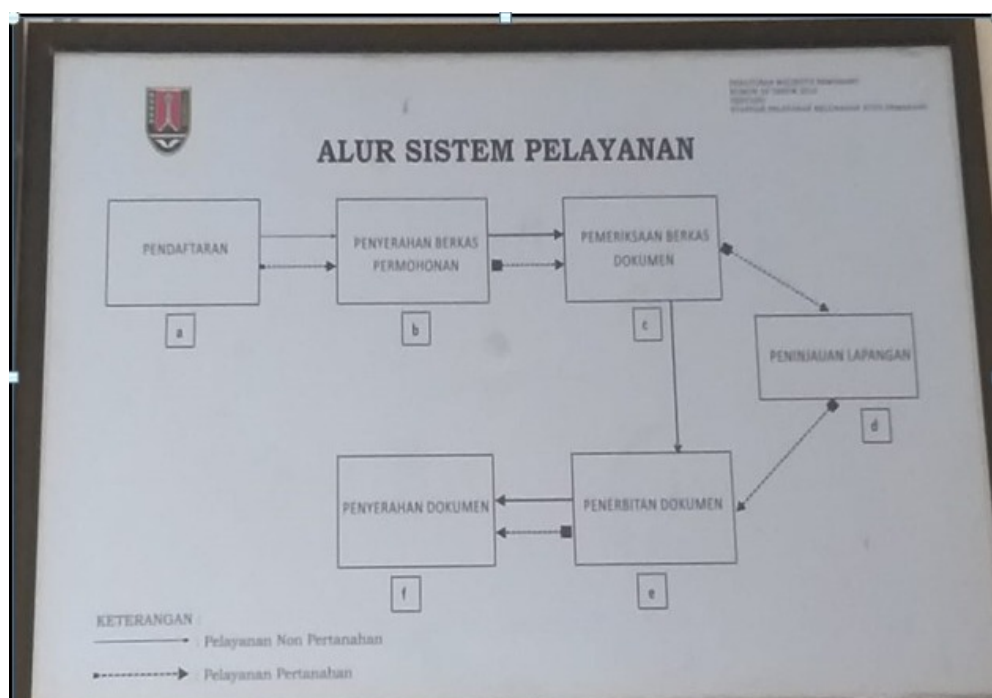 ALUR SISTEM PELAYANAN
PENDAFTARAN
a
PENYERAHAN BERKAS
PERMOHONAN
b
PEMERIKSAAN BERKAS
DOKUMEN
c
PENINJAUAN LAPANGAN
d
PENERBITAN DOKUMEN
e
PENYERAHAN DOKUMEN
f
KETERANGAN :
: Pelayanan Non Pertanahan
: Pelayanan Pertanahan